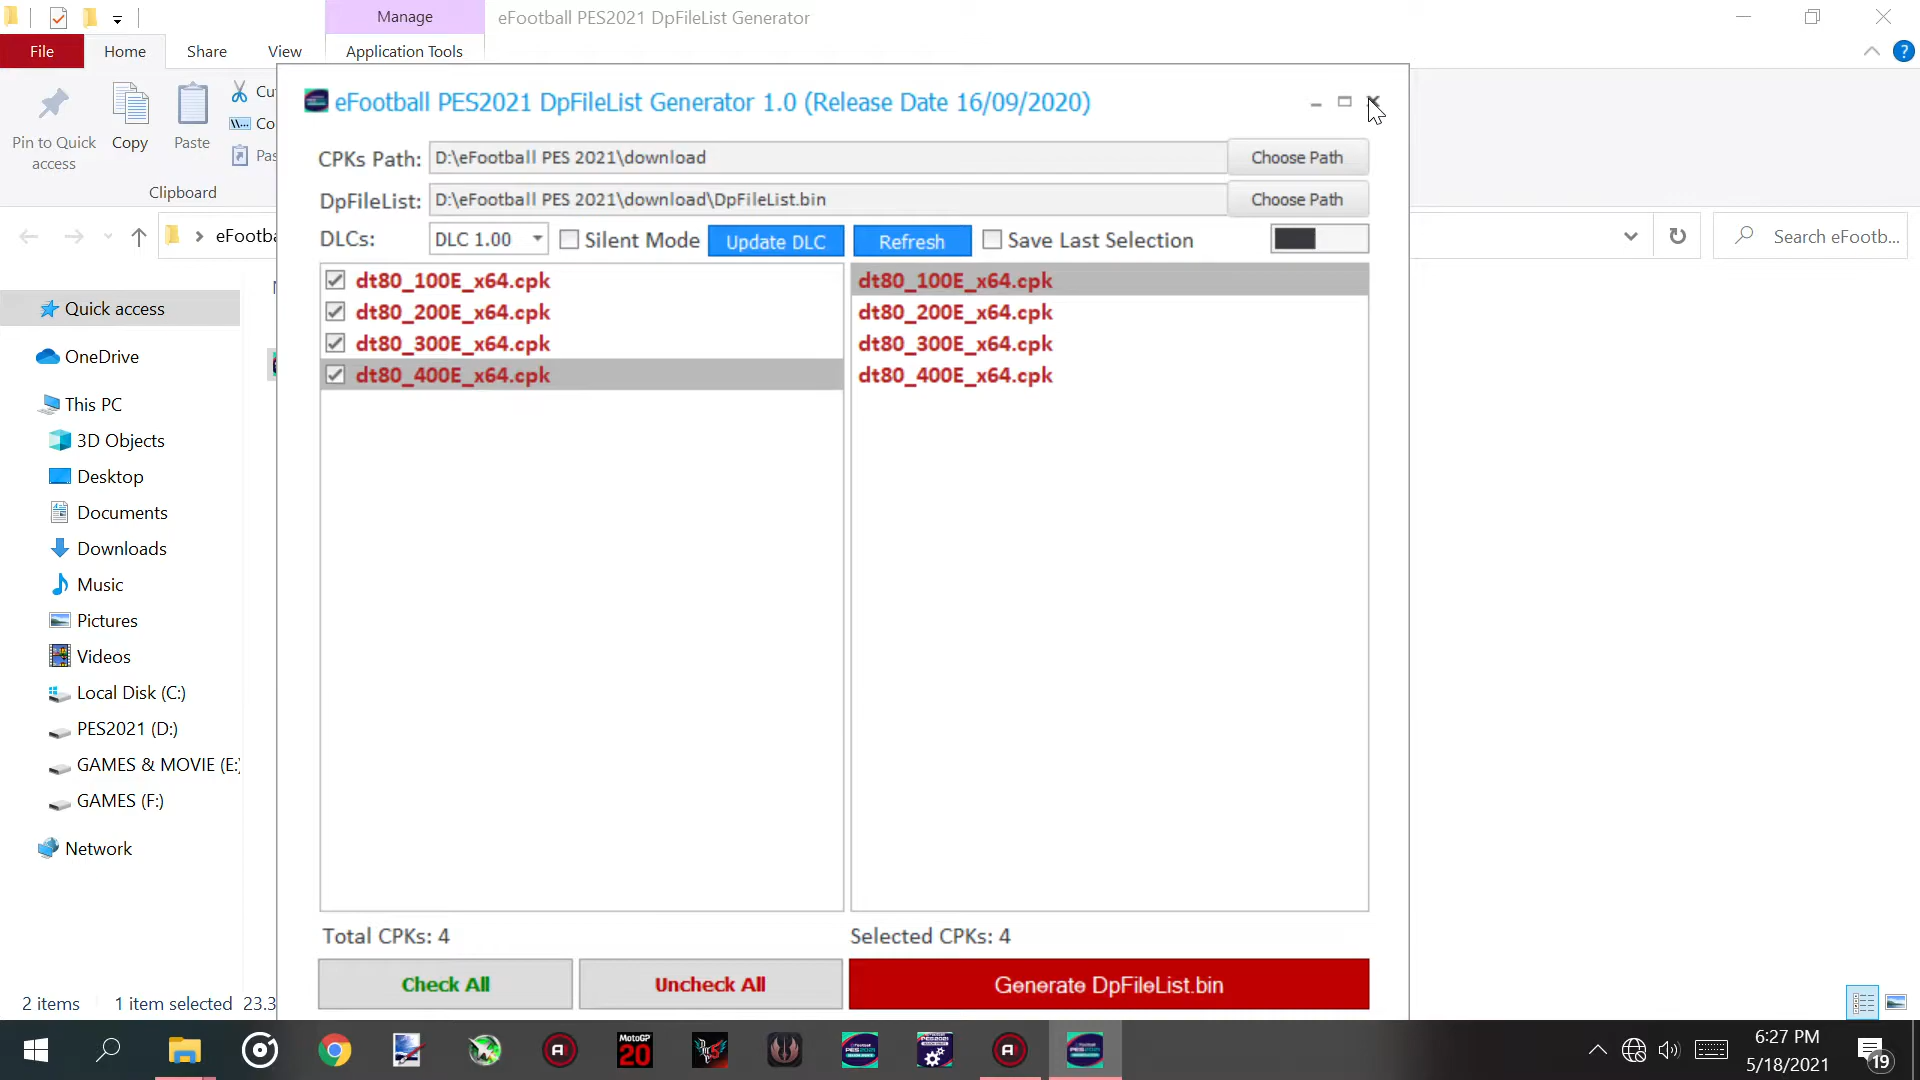 Manage
eFootball PES2021 DpFileList Generator
File
Home
Share
View
Application Tools
Pin to Quick access
Copy
Paste
Clipboard
eFootball PES2021 DpFileList Generator 1.0 (Release Date 16/09/2020)
CPKs Path:
D:\eFootball PES 2021\download
Choose Path
DpFileList:
D:\eFootball PES 2021\download\DpFileList.bin
Choose Path
DLCs:
DLC 1.00
Silent Mode
Update DLC
Refresh
Save Last Selection
Search eFootb...
dt80_100E_x64.cpk
dt80_200E_x64.cpk
dt80_300E_x64.cpk
dt80_400E_x64.cpk
dt80_100E_x64.cpk
dt80_200E_x64.cpk
dt80_300E_x64.cpk
dt80_400E_x64.cpk
Quick access
OneDrive
This PC
3D Objects
Desktop
Documents
Downloads
Music
Pictures
Videos
Local Disk (C:)
PES2021 (D:)
GAMES & MOVIE (E:
GAMES (F:)
Network
Total CPKs: 4
Selected CPKs: 4
Check All
Uncheck All
Generate DpFileList.bin
2 items
1 item selected
23.3
MotoGP 20
6:27 PM
5/18/2021
19